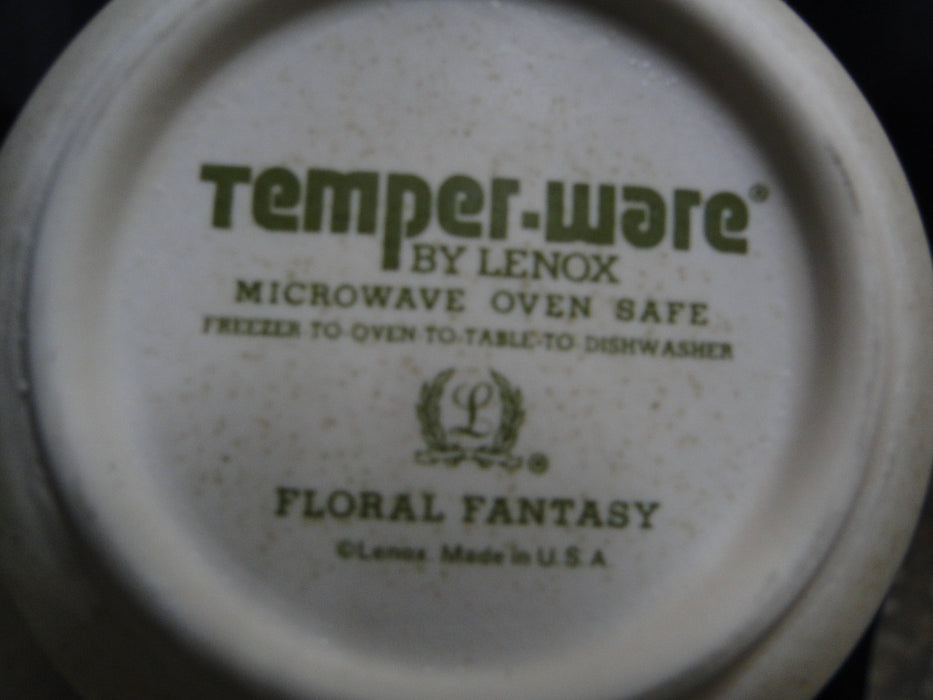 Temper-ware®
BY LENOX
MICROWAVE OVEN SAFE
FREEZER-TO-OVEN-TO-TABLE-TO-DISHWASHER
L
®
FLORAL FANTASY
©Lenox. Made in U.S.A